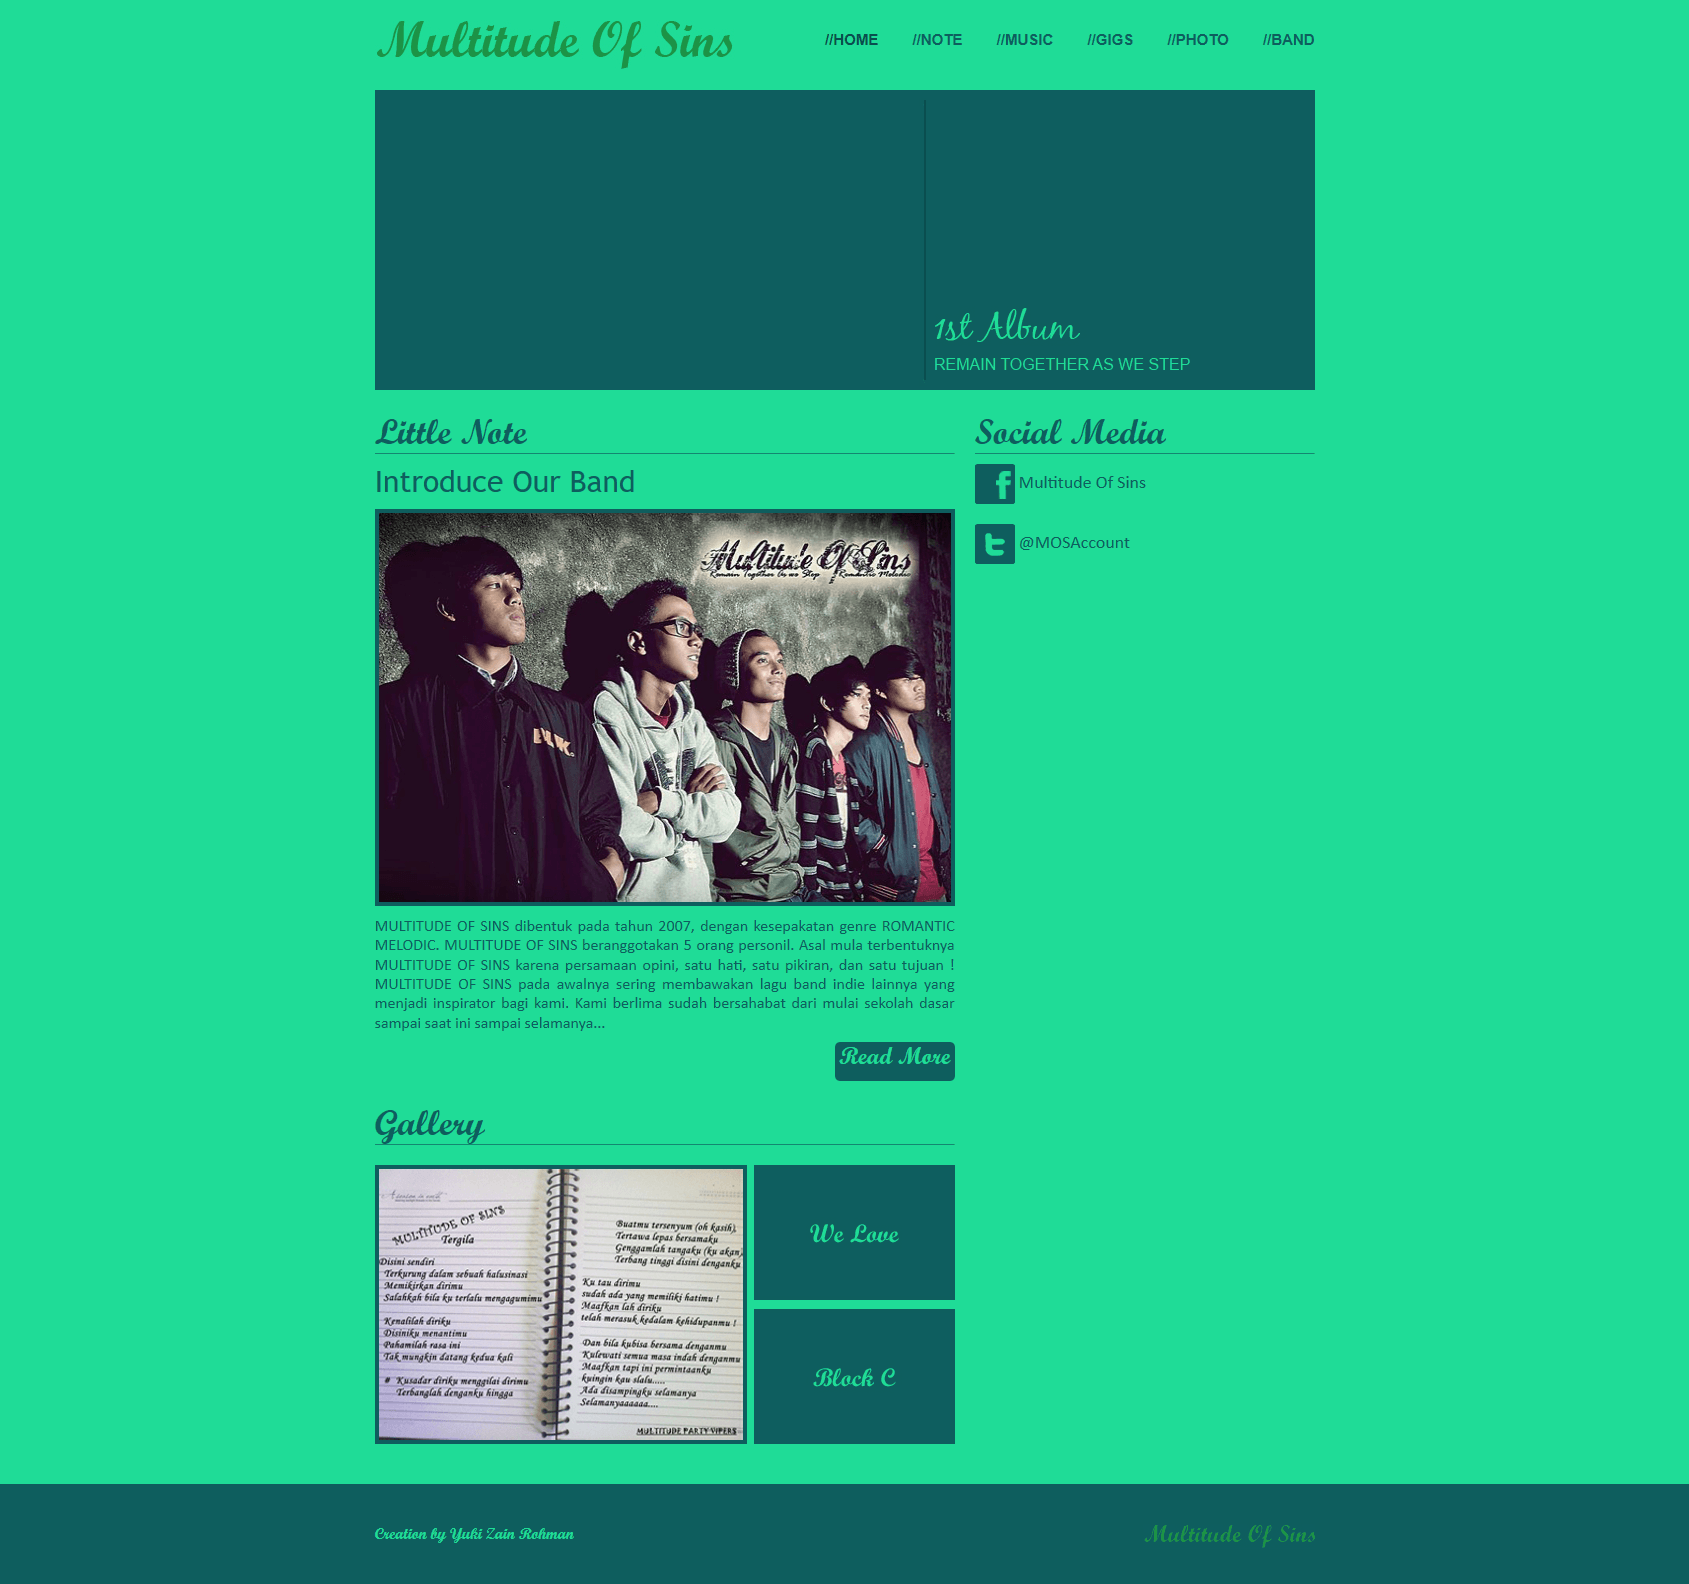 Multitude Of Sins
//HOME //NOTE //MUSIC //GIGS //PHOTO //BAND
1st Album
REMAIN TOGETHER AS WE STEP
Little Note
Introduce Our Band
Multitude Of Sins
Remain Together As we Step Romantic Melodic
MULTITUDE OF SINS dibentuk pada tahun 2007, dengan kesepakatan genre ROMANTIC
MELODIC. MULTITUDE OF SINS beranggotakan 5 orang personil. Asal mula terbentuknya
MULTITUDE OF SINS karena persamaan opini, satu hati, satu pikiran, dan satu tujuan !
MULTITUDE OF SINS pada awalnya sering membawakan lagu band indie lainnya yang
menjadi inspirator bagi kami. Kami berlima sudah bersahabat dari mulai sekolah dasar
sampai saat ini sampai selamanya...
Read More
Social Media
Multitude Of Sins
@MOSAccount
Gallery
MULTITUDE OF SINS
Tergila
Disini sendiri
Terkurung dalam sebuah halusinasi
Memikirkan dirimu
Salahkah bila ku terlalu mengagumimu
Kenalilah diriku
Disiniku menantimu
Pahamilah rasa ini
Tak mungkin datang kedua kali
# Kusadar diriku menggilai dirimu
Terbanglah denganku hingga
Buatmu tersenyum (oh kasih),
Tertawa lepas bersamaku
Genggamlah tangaku (ku akan)
Terbang tinggi disini denganku
Ku tau dirimu
sudah ada yang memiliki hatimu !
Maafkan lah diriku
telah merasuk kedalam kehidupanmu !
Dan bila kubisa bersama denganmu
Kulewati semua masa indah denganmu
Maafkan tapi ini permintaanku
kuingin kau slalu.....
Ada disampingku selamanya
Selamanyaaaaaa....
MULTITUDE PARTY VIPERS
We Love
Block C
Creation by Yuki Zain Rohman
Multitude Of Sins